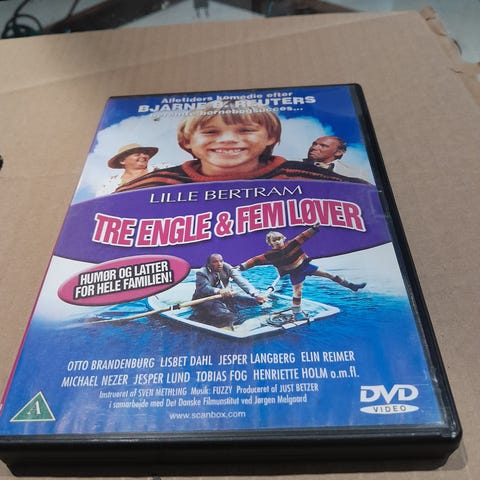 Alletiders komedie efter
BJARNE B. REUTERS
børnebogsucces...
LILLE BERTRAM
TRE ENGLE & FEM LØVER
HUMØR OG LATTER
FOR HELE FAMILIEN!
OTTO BRANDENBURG LISBET DAHL JESPER LANGBERG ELIN REIMER
MICHAEL NEZER JESPER LUND TOBIAS FOG HENRIETTE HOLM o.m.fl.
Instrueret af SVEN METHLING Musik: FUZZY Produceret af JUST BETZER
i samarbejde med Det Danske Filmunstitut ved Jørgen Melgaard
www.scanbox.com
A
DVD
VIDEO